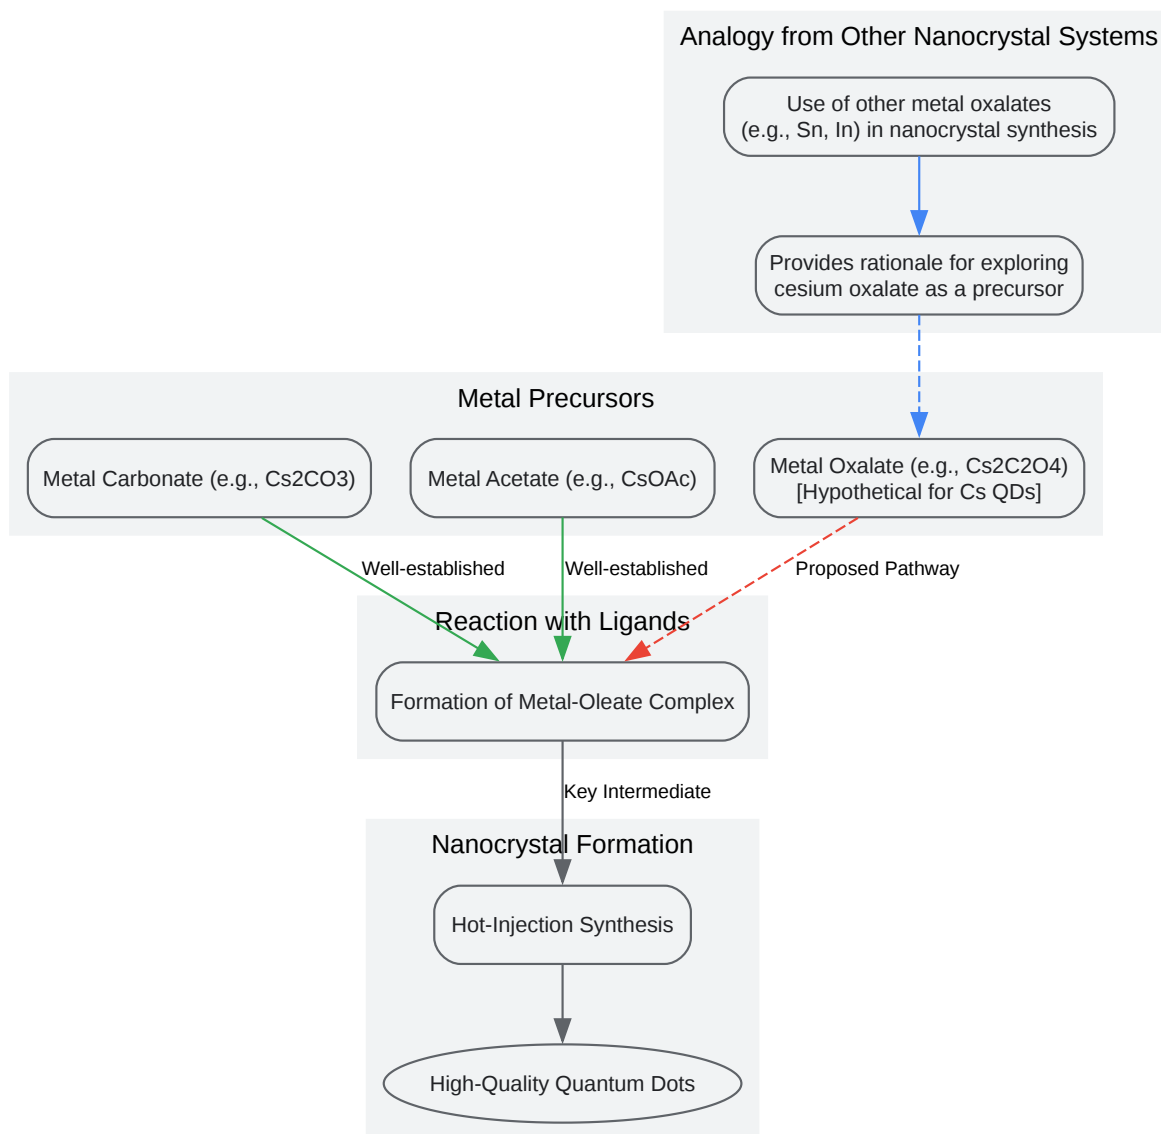 Analogy from Other Nanocrystal Systems
Use of other metal oxalates
(e.g., Sn, In) in nanocrystal synthesis
Provides rationale for exploring
cesium oxalate as a precursor
Metal Precursors
Metal Carbonate (e.g., Cs2CO3)
Metal Acetate (e.g., CsOAc)
Metal Oxalate (e.g., Cs2C2O4)
[Hypothetical for Cs QDs]
Well-established
Well-established
Proposed Pathway
Reaction with Ligands
Formation of Metal-Oleate Complex
Key Intermediate
Nanocrystal Formation
Hot-Injection Synthesis
High-Quality Quantum Dots